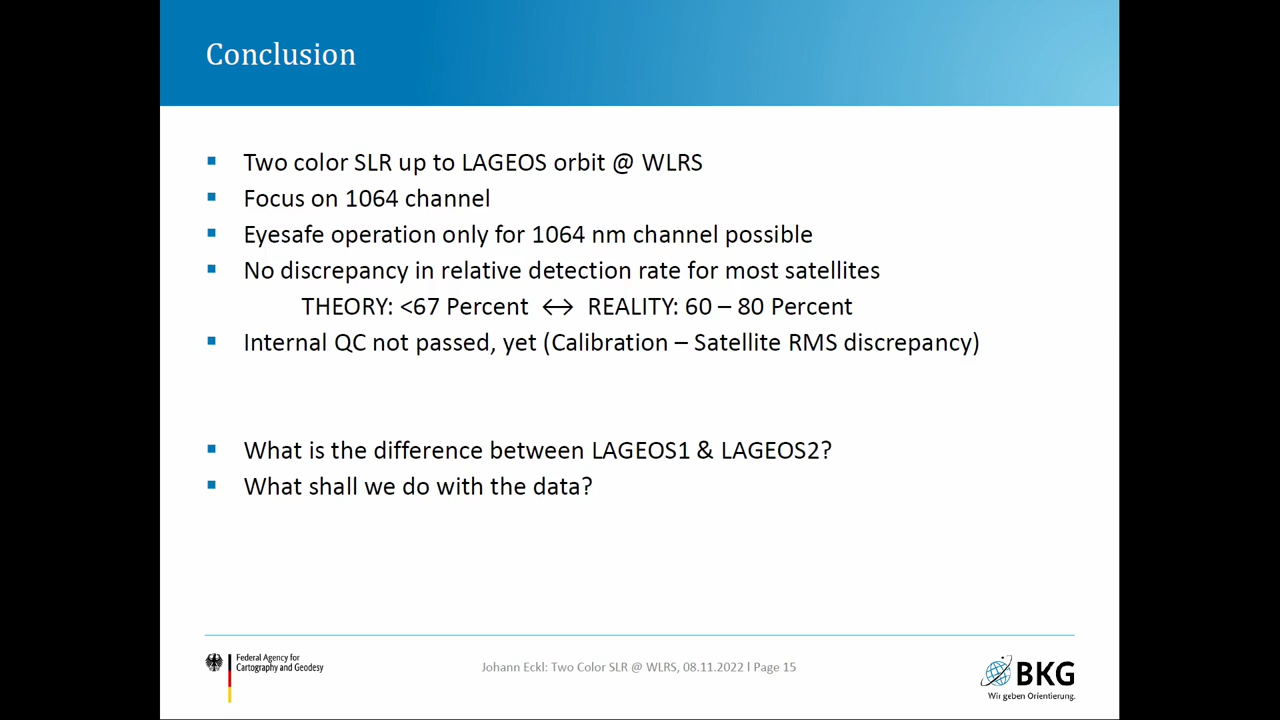 Conclusion
Two color SLR up to LAGEOS orbit @ WLRS
Focus on 1064 channel
Eyesafe operation only for 1064 nm channel possible
No discrepancy in relative detection rate for most satellites
THEORY: <67 Percent ↔ REALITY: 60 – 80 Percent
Internal QC not passed, yet (Calibration – Satellite RMS discrepancy)
What is the difference between LAGEOS1 & LAGEOS2?
What shall we do with the data?
Federal Agency for
Cartography and Geodesy
Johann Eckl: Two Color SLR @ WLRS, 08.11.2022 I Page 15
BKG
Wir geben Orientierung.